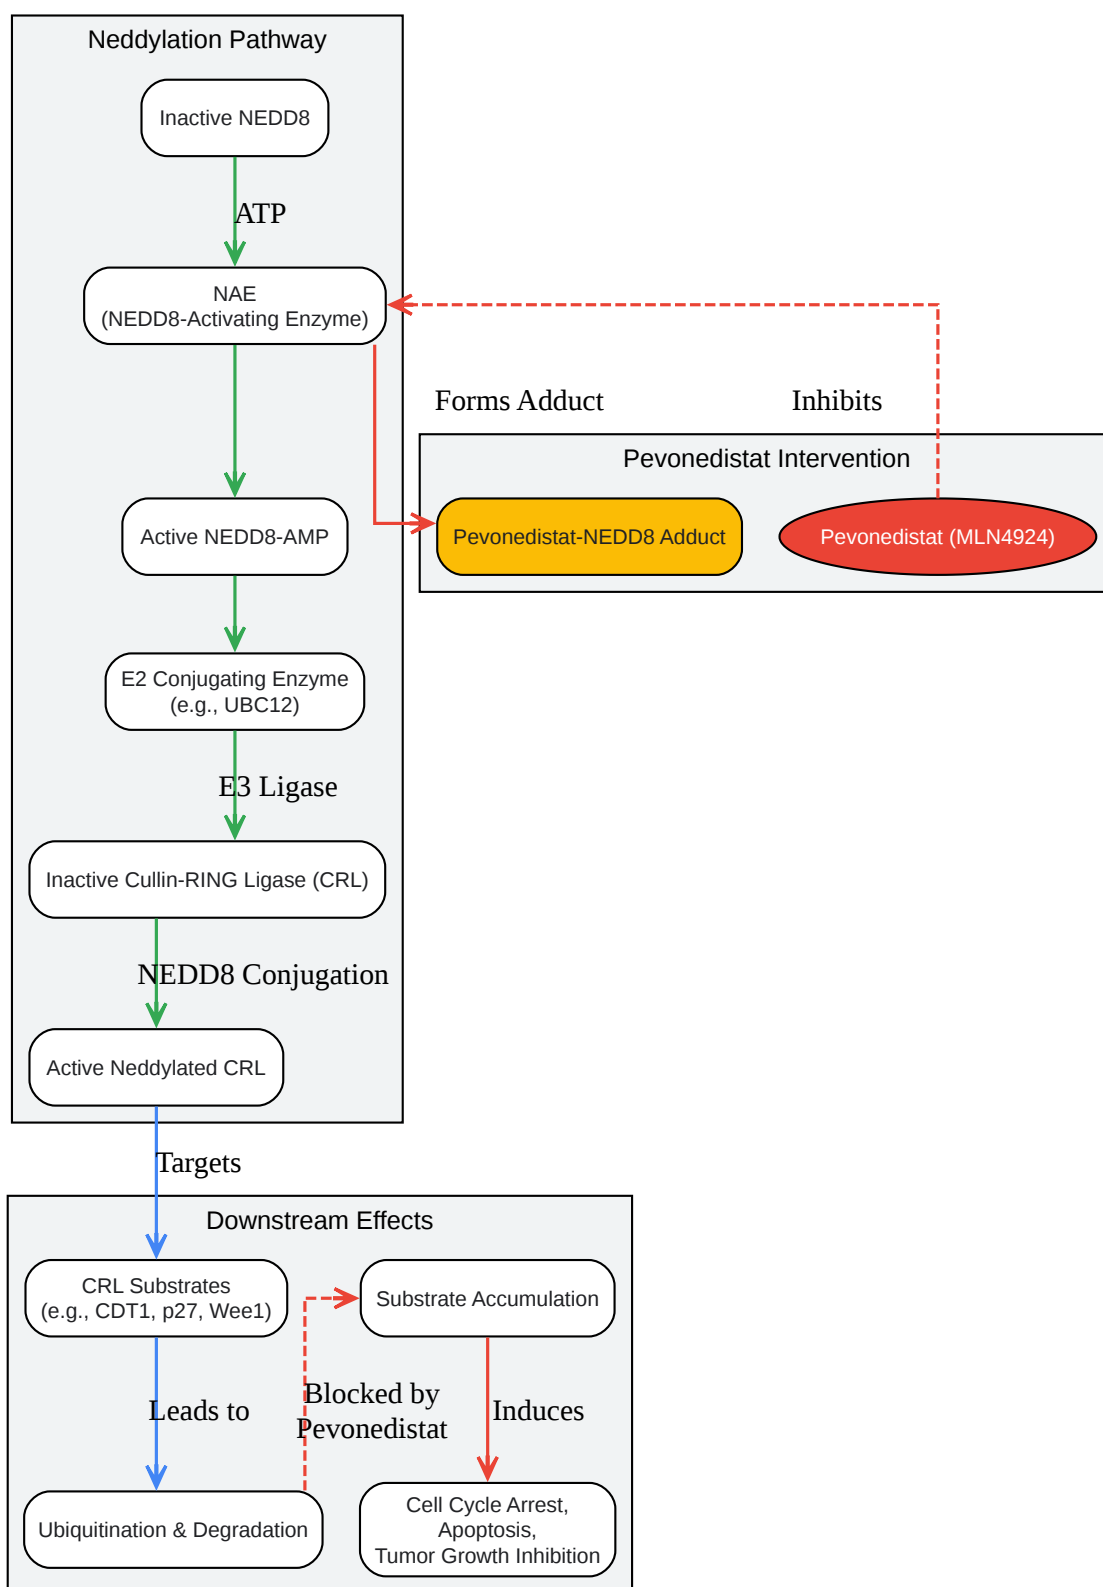 Neddylation Pathway
Inactive NEDD8
ATP
NAE
(NEDD8-Activating Enzyme)
Forms Adduct
Inhibits
Pevonedistat Intervention
Active NEDD8-AMP
Pevonedistat-NEDD8 Adduct
Pevonedistat (MLN4924)
E2 Conjugating Enzyme
(e.g., UBC12)
E3 Ligase
Inactive Cullin-RING Ligase (CRL)
NEDD8 Conjugation
Active Neddylated CRL
Targets
Downstream Effects
CRL Substrates
(e.g., CDT1, p27, Wee1)
Substrate Accumulation
Leads to
Blocked by
Pevonedistat
Induces
Ubiquitination & Degradation
Cell Cycle Arrest,
Apoptosis,
Tumor Growth Inhibition